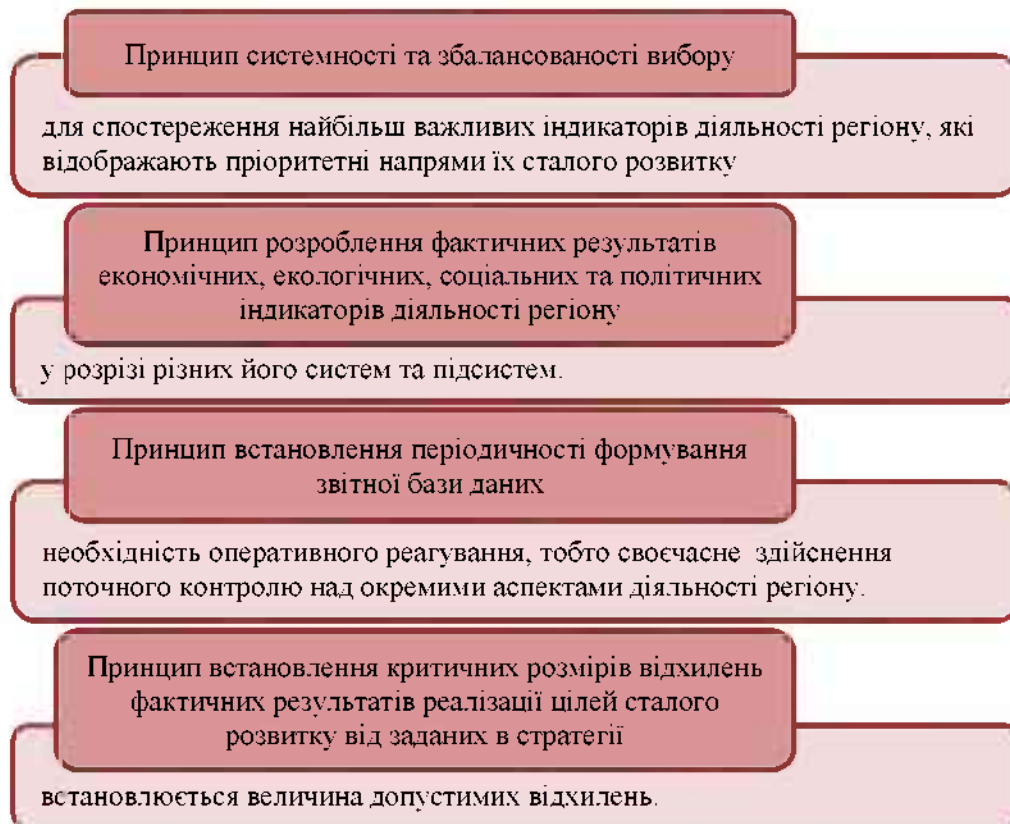 Принцип системності та збалансованості вибору
для спостереження найбільш важливих індикаторів діяльності регіону, які
відображають пріоритетні напрями їх сталого розвитку
Принцип розроблення фактичних результатів
економічних, екологічних, соціальних та політичних
індикаторів діяльності регіону
у розрізі різних його систем та підсистем.
Принцип встановлення періодичності формування
звітної бази даних
необхідність оперативного реагування, тобто своєчасне здійснення
поточного контролю над окремими аспектами діяльності регіону.
Принцип встановлення критичних розмірів відхилень
фактичних результатів реалізації цілей сталого
розвитку від заданих в стратегії
встановлюється величина допустимих відхилень.